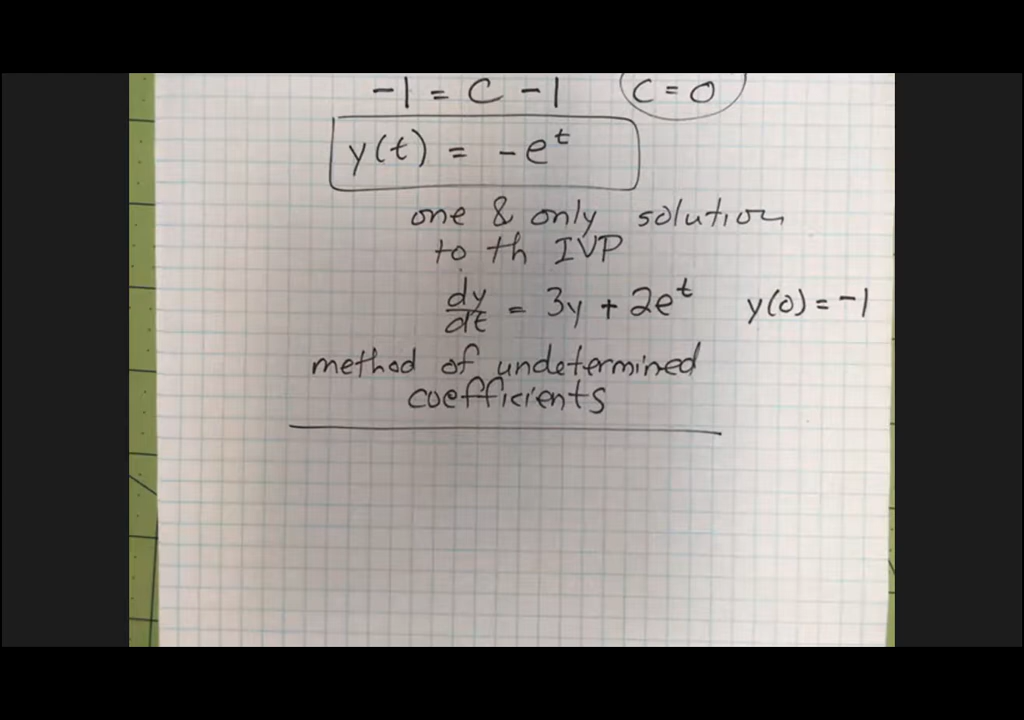 -1 = C - 1 C = 0
y(t) = -e^t
one & only solution
to th IVP
dy/dt = 3y + 2e^t y(0) = -1
method of undetermined
coefficients